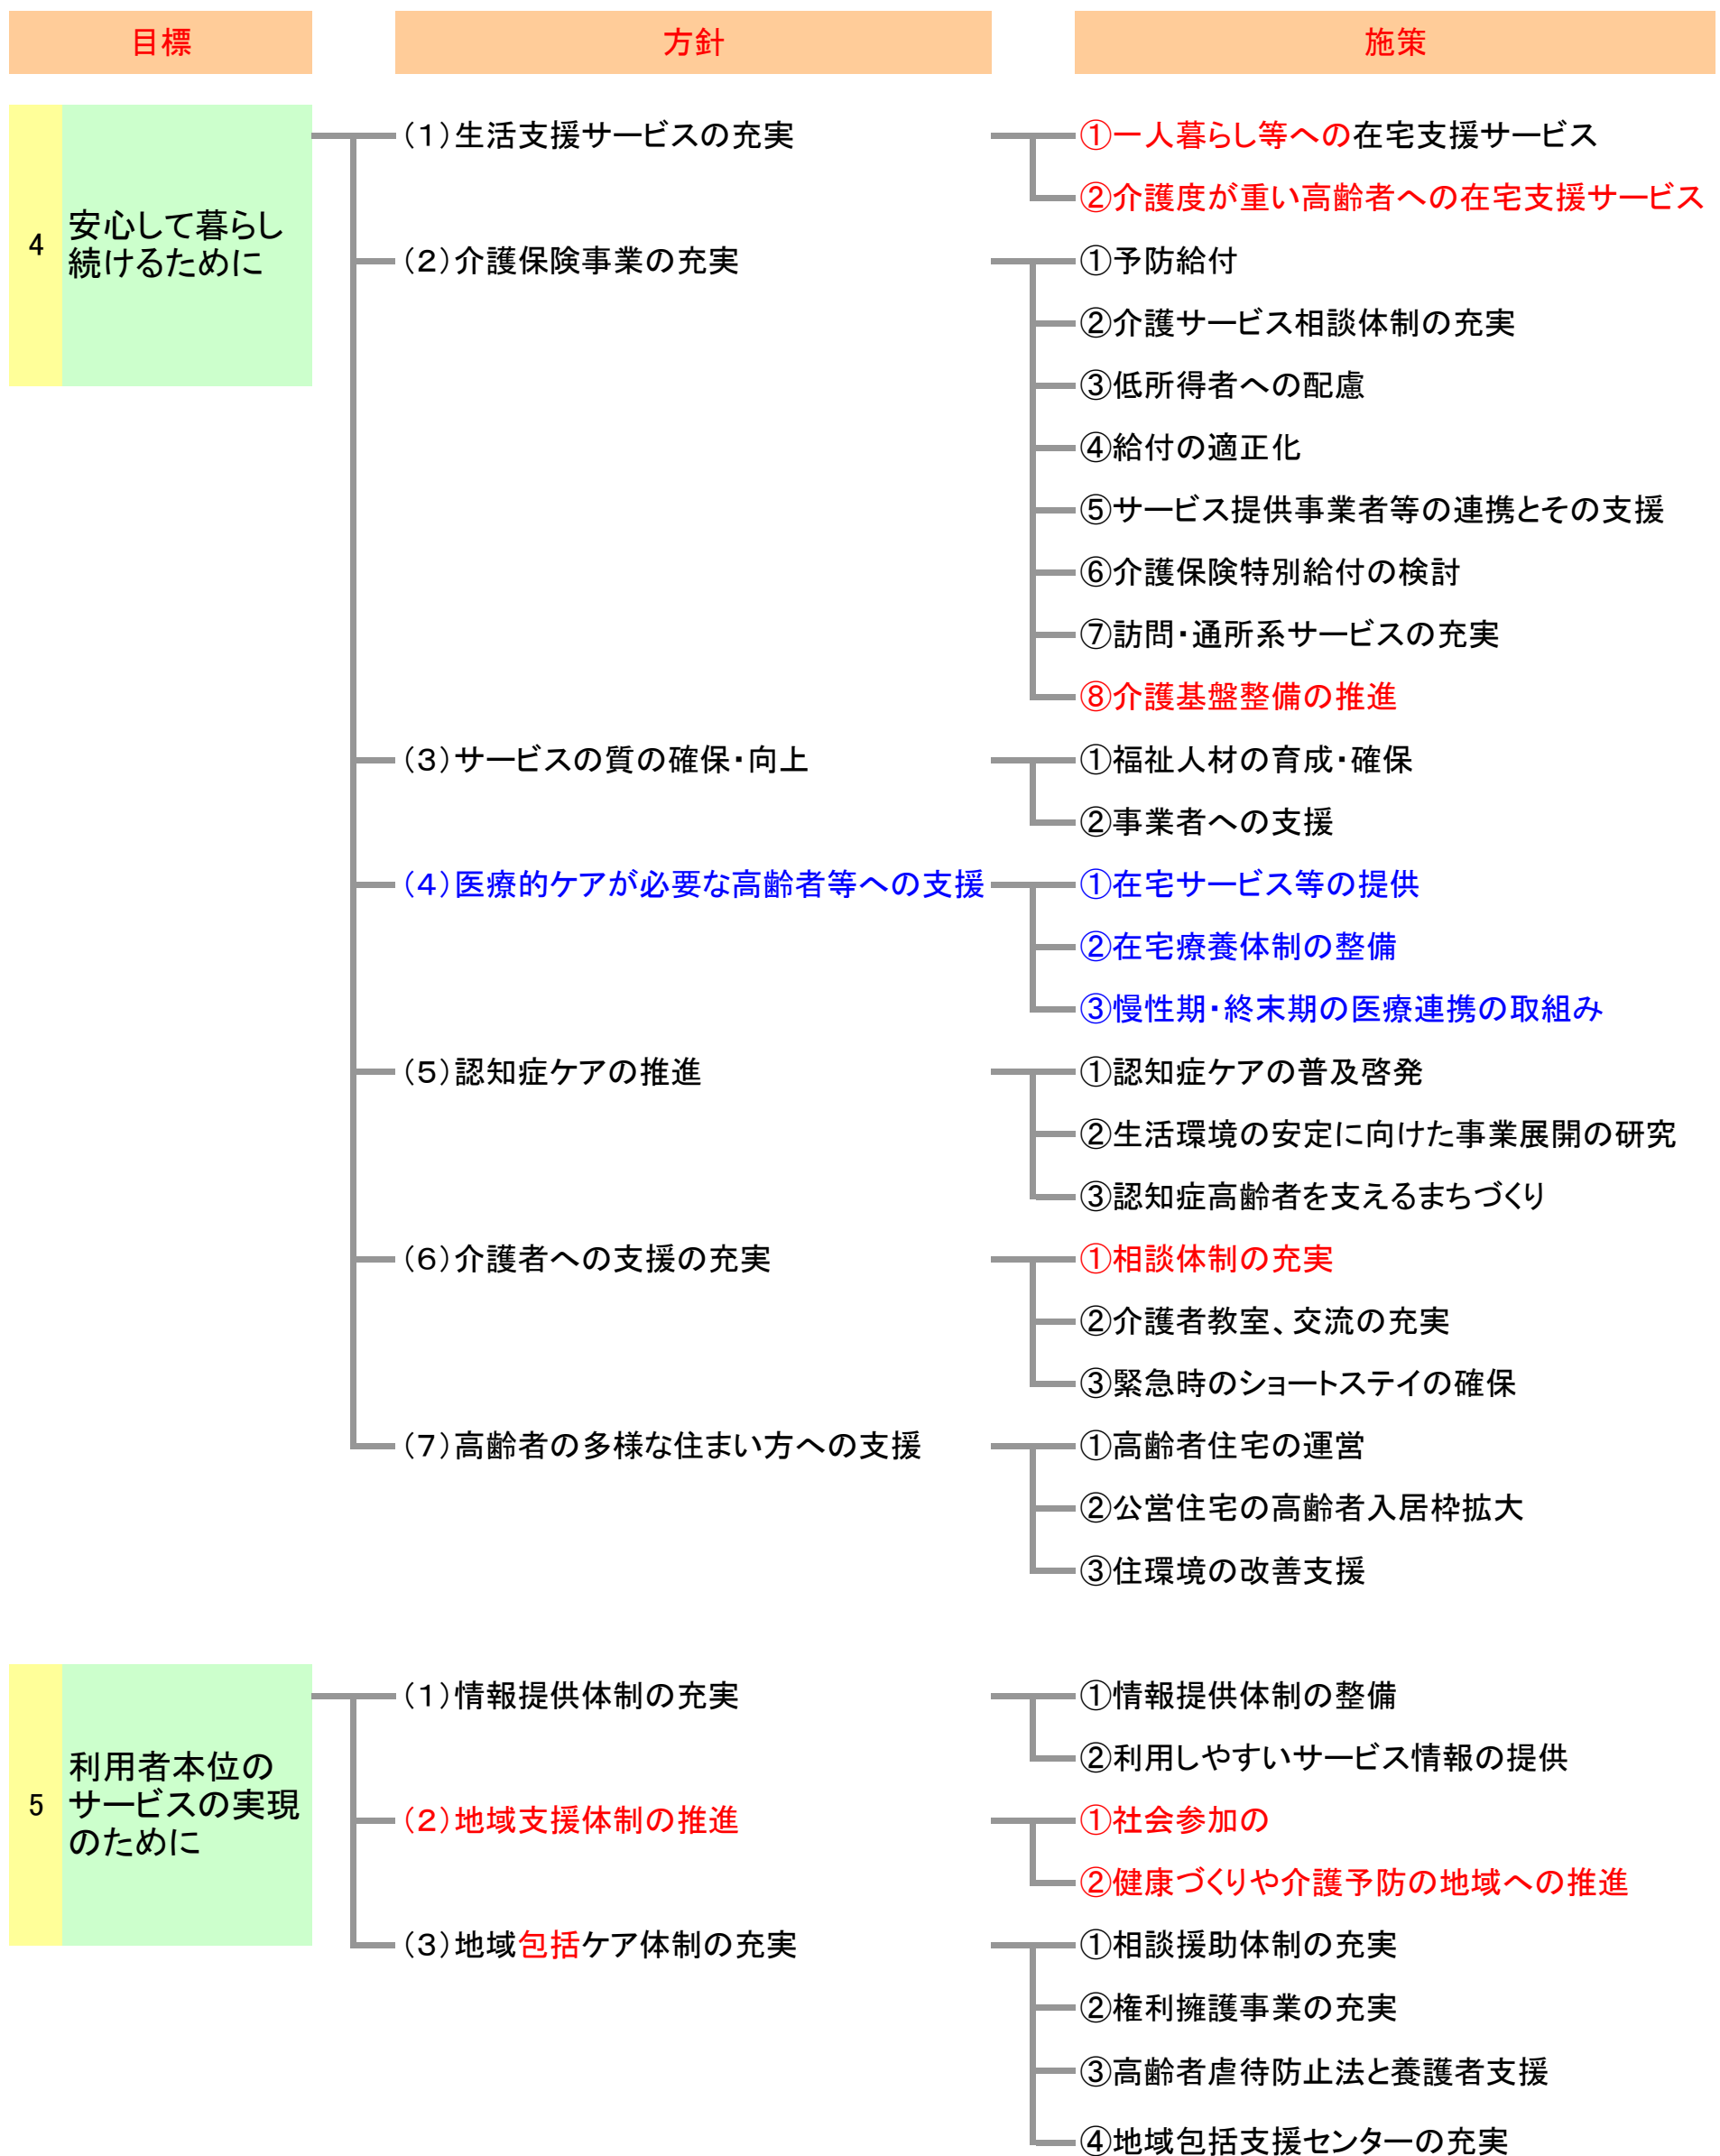 目標
方針
施策
4
安心して暮らし
続けるために
(1)生活支援サービスの充実
①一人暮らし等への在宅支援サービス
②介護度が重い高齢者への在宅支援サービス
(2)介護保険事業の充実
①予防給付
②介護サービス相談体制の充実
③低所得者への配慮
④給付の適正化
⑤サービス提供事業者等の連携とその支援
⑥介護保険特別給付の検討
⑦訪問・通所系サービスの充実
⑧介護基盤整備の推進
(3)サービスの質の確保・向上
①福祉人材の育成・確保
②事業者への支援
(4)医療的ケアが必要な高齢者等への支援
①在宅サービス等の提供
②在宅療養体制の整備
③慢性期・終末期の医療連携の取組み
(5)認知症ケアの推進
①認知症ケアの普及啓発
②生活環境の安定に向けた事業展開の研究
③認知症高齢者を支えるまちづくり
(6)介護者への支援の充実
①相談体制の充実
②介護者教室、交流の充実
③緊急時のショートステイの確保
(7)高齢者の多様な住まい方への支援
①高齢者住宅の運営
②公営住宅の高齢者入居枠拡大
③住環境の改善支援
5
利用者本位の
サービスの実現
のために
(1)情報提供体制の充実
①情報提供体制の整備
②利用しやすいサービス情報の提供
(2)地域支援体制の推進
①社会参加の
②健康づくりや介護予防の地域への推進
(3)地域包括ケア体制の充実
①相談援助体制の充実
②権利擁護事業の充実
③高齢者虐待防止法と養護者支援
④地域包括支援センターの充実